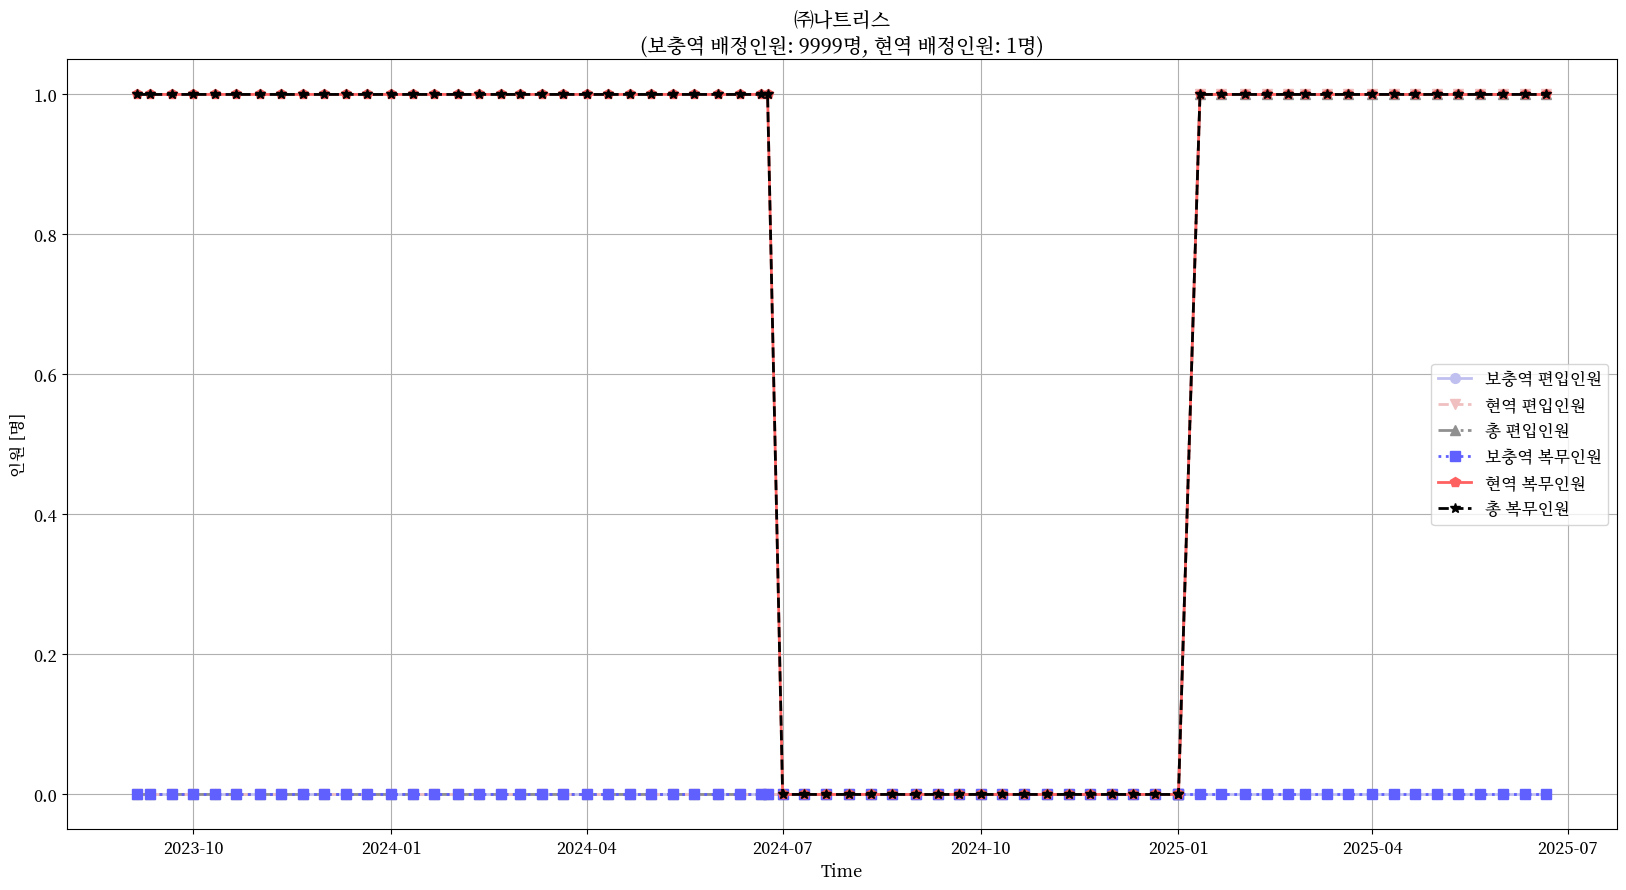 ㈜나트리스
(보충역 배정인원: 9999명, 현역 배정인원: 1명)
1.0
0.8
0.6
0.4
0.2
0.0
인원 [명]
보충역 편입인원
현역 편입인원
총 편입인원
보충역 복무인원
현역 복무인원
총 복무인원
2023-10
2024-01
2024-04
2024-07
2024-10
2025-01
2025-04
2025-07
Time